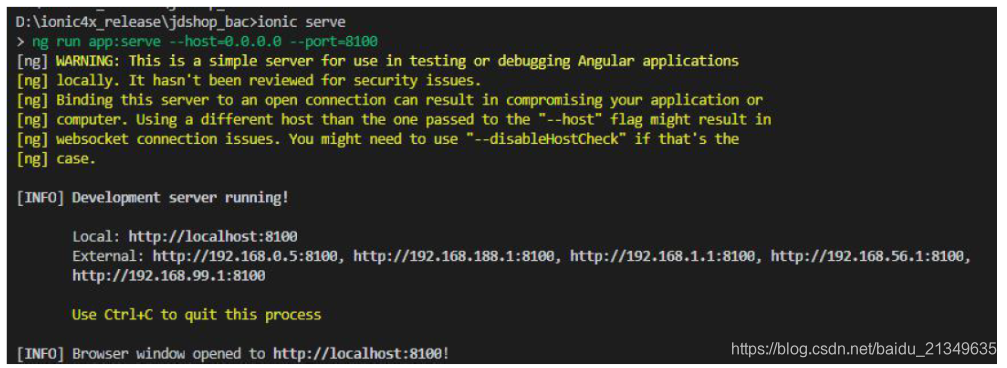 D:\ionic4x_release\jdshop_bac>ionic serve
> ng run app:serve --host=0.0.0.0 --port=8100
[ng] WARNING: This is a simple server for use in testing or debugging Angular applications
[ng] locally. It hasn't been reviewed for security issues.
[ng] Binding this server to an open connection can result in compromising your application or
[ng] computer. Using a different host than the one passed to the "--host" flag might result in
[ng] websocket connection issues. You might need to use "--disableHostCheck" if that's the
[ng] case.
[INFO] Development server running!
Local: http://localhost:8100
External: http://192.168.0.5:8100, http://192.168.188.1:8100, http://192.168.1.1:8100, http://192.168.56.1:8100,
http://192.168.99.1:8100
Use Ctrl+C to quit this process
[INFO] Browser window opened to http://localhost:8100!
https://blog.csdn.net/baidu_21349635